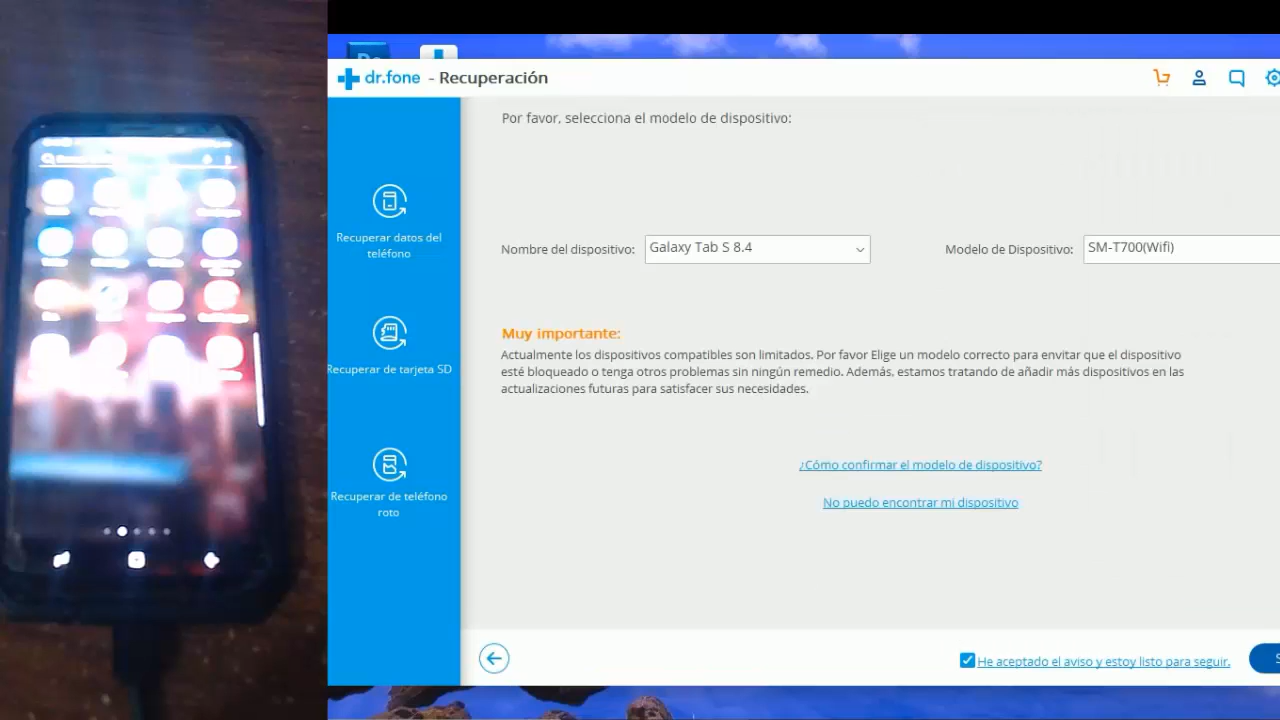 dr.fone - Recuperación
Por favor, selecciona el modelo de dispositivo:
Recuperar datos del
teléfono
Nombre del dispositivo: Galaxy Tab S 8.4 Modelo de Dispositivo: SM-T700(Wifi)
Muy importante:
Actualmente los dispositivos compatibles son limitados. Por favor Elige un modelo correcto para envitar que el dispositivo
esté bloqueado o tenga otros problemas sin ningún remedio. Además, estamos tratando de añadir más dispositivos en las
actualizaciones futuras para satisfacer sus necesidades.
Recuperar de tarjeta SD
¿Cómo confirmar el modelo de dispositivo?
No puedo encontrar mi dispositivo
Recuperar de teléfono
roto
He aceptado el aviso y estoy listo para seguir.